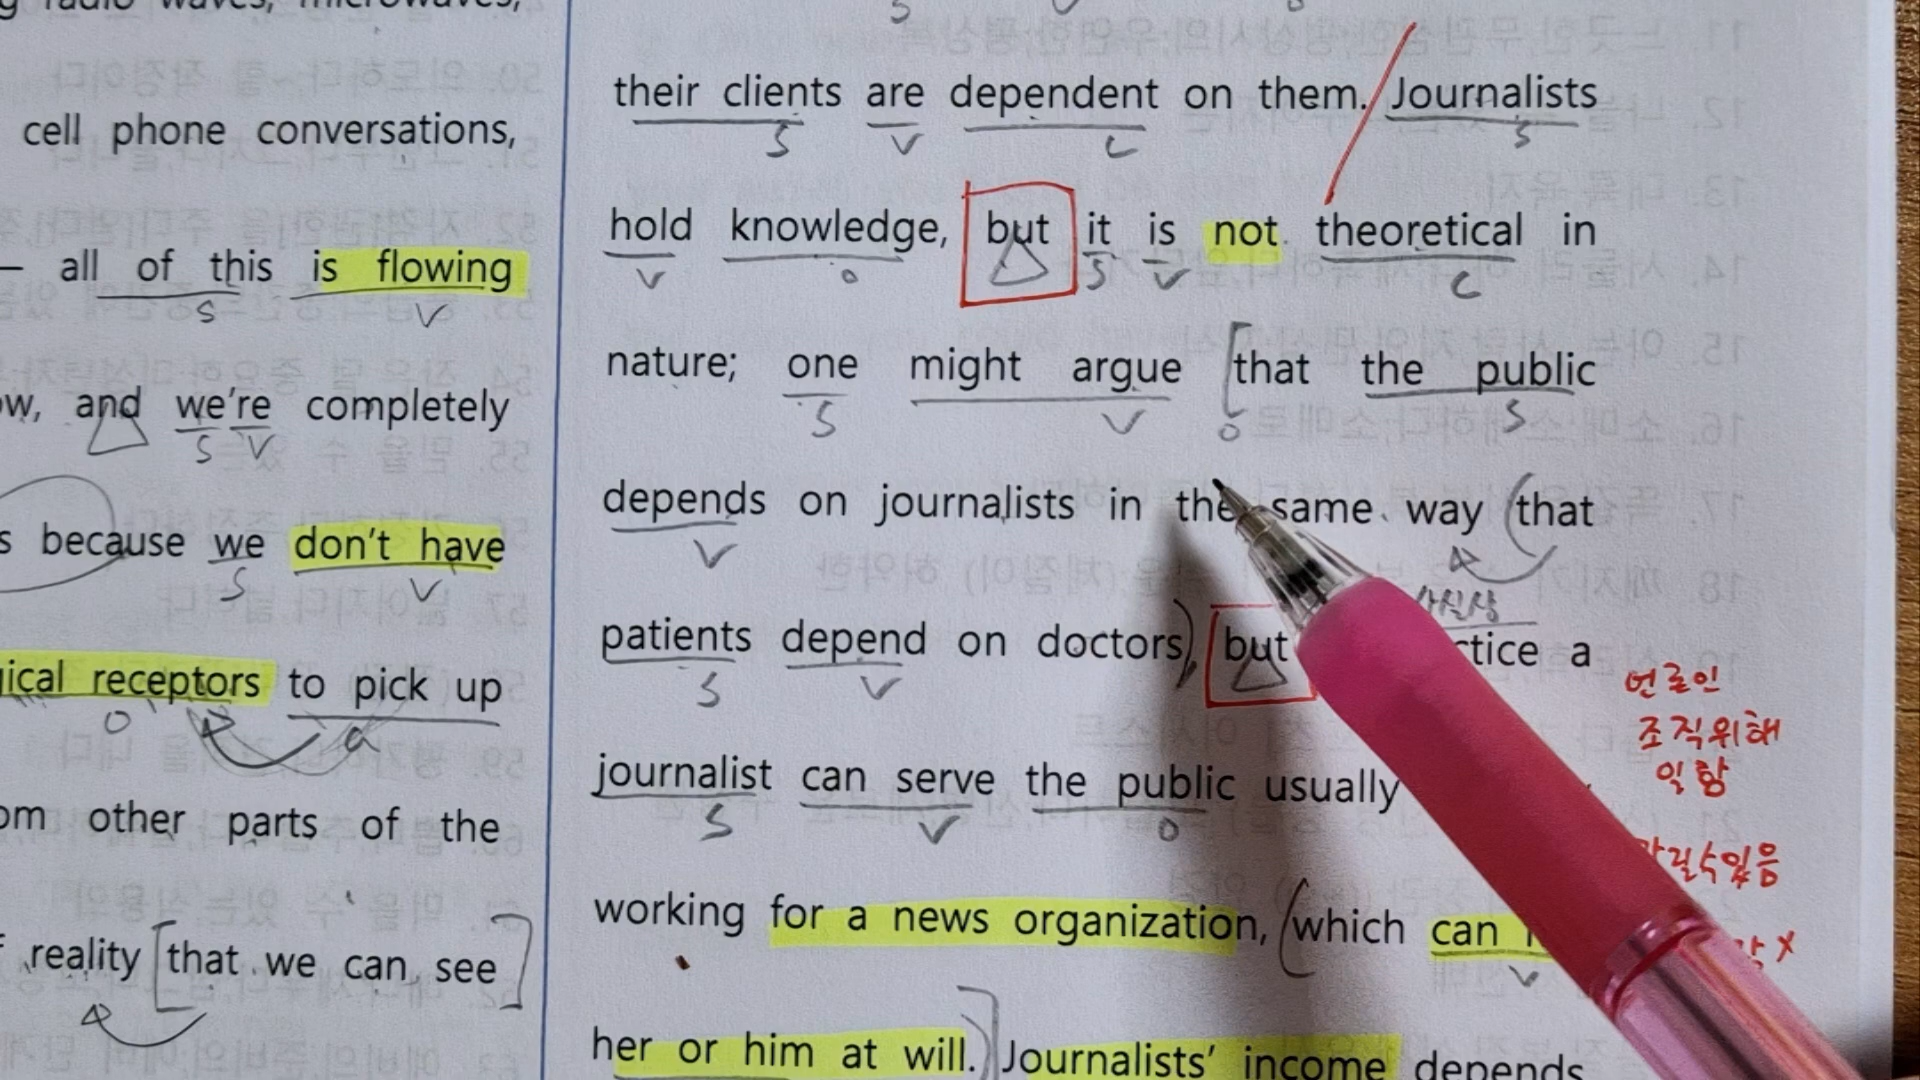 cell phone conversations,
— all of this is flowing
and we're completely
because we don't have
receptors to pick up
other parts of the
reality that we can see
their clients are dependent on them. Journalists
hold knowledge, but it is not theoretical in
nature; one might argue that the public
depends on journalists in the same way that
patients depend on doctors, but a
journalist can serve the public usually
working for a news organization, which can
her or him at will. Journalists' income depends
언론인
조직위해
일함